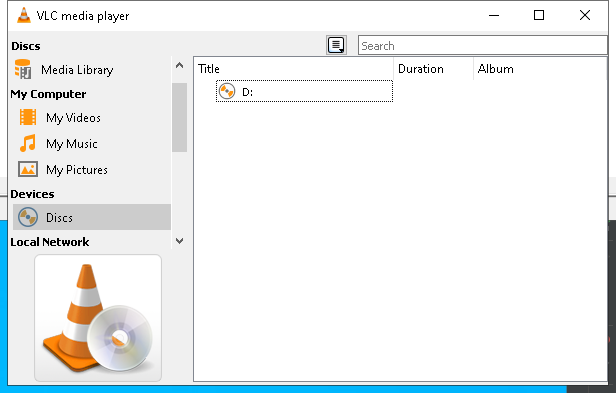 VLC media player
Discs
Search
Media Library
My Computer
My Videos
My Music
My Pictures
Devices
Discs
Local Network
Title Duration Album
D: